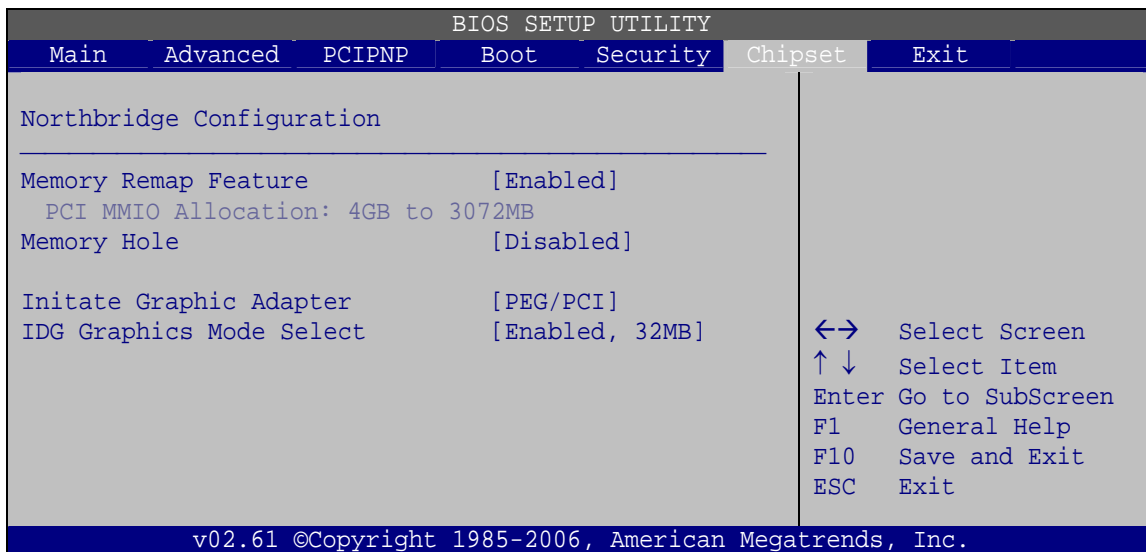 BIOS SETUP UTILITY
Main Advanced PCIPNP Boot Security Chipset Exit
Northbridge Configuration
Memory Remap Feature [Enabled]
PCI MMIO Allocation: 4GB to 3072MB
Memory Hole [Disabled]
Initate Graphic Adapter [PEG/PCI]
IDG Graphics Mode Select [Enabled, 32MB]
←→ Select Screen
↑ ↓ Select Item
Enter Go to SubScreen
F1 General Help
F10 Save and Exit
ESC Exit
v02.61 ©Copyright 1985-2006, American Megatrends, Inc.